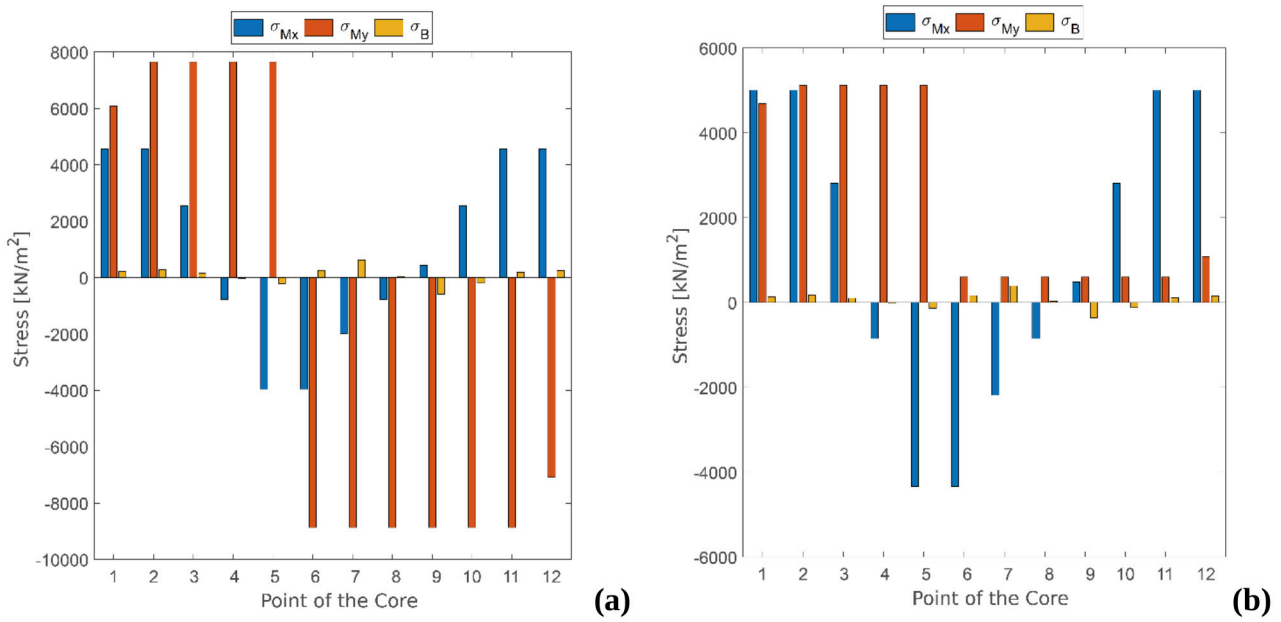 σMx σMy σB
8000
6000
4000
2000
0
-2000
-4000
-6000
-8000
-10000
Stress [kN/m²]
1 2 3 4 5 6 7 8 9 10 11 12
Point of the Core
(a)
σMx σMy σB
6000
4000
2000
0
-2000
-4000
-6000
Stress [kN/m²]
1 2 3 4 5 6 7 8 9 10 11 12
Point of the Core
(b)